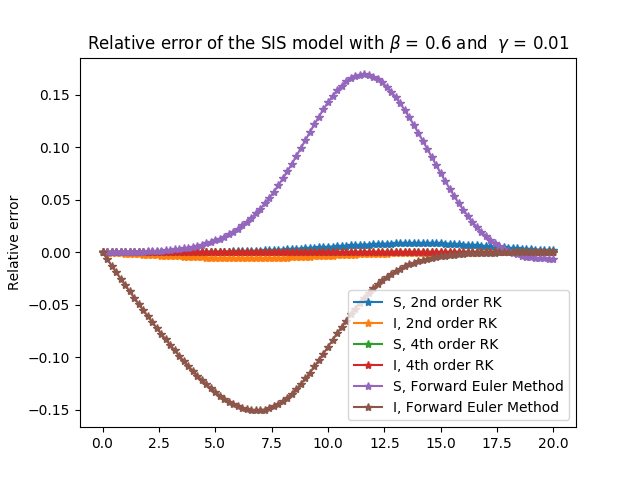 Relative error of the SIS model with β = 0.6 and γ = 0.01
Relative error
0.15
0.10
0.05
0.00
−0.05
−0.10
−0.15
S, 2nd order RK
I, 2nd order RK
S, 4th order RK
I, 4th order RK
S, Forward Euler Method
I, Forward Euler Method
0.0 2.5 5.0 7.5 10.0 12.5 15.0 17.5 20.0